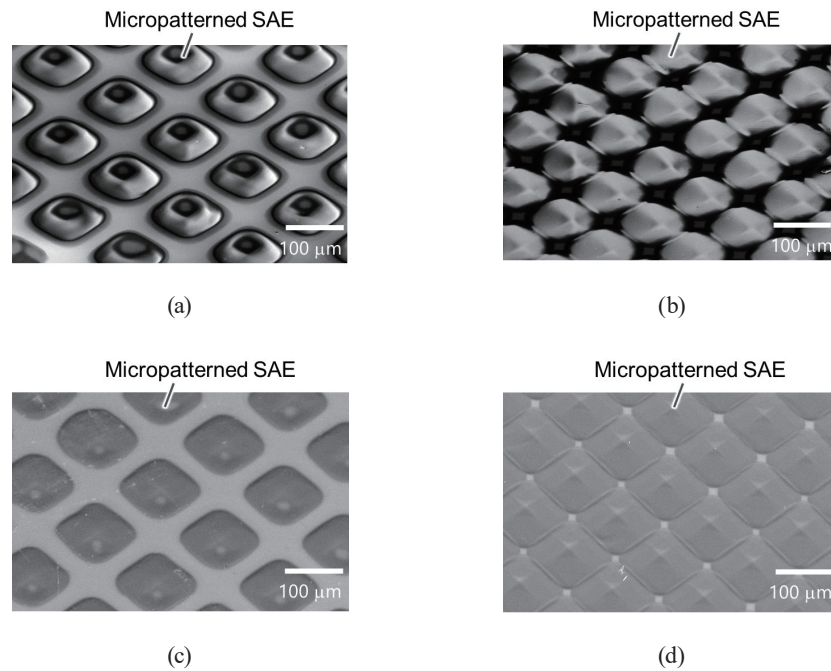 Micropatterned SAE
Micropatterned SAE
100 μm
100 μm
(a)
(b)
Micropatterned SAE
Micropatterned SAE
100 μm
100 μm
(c)
(d)